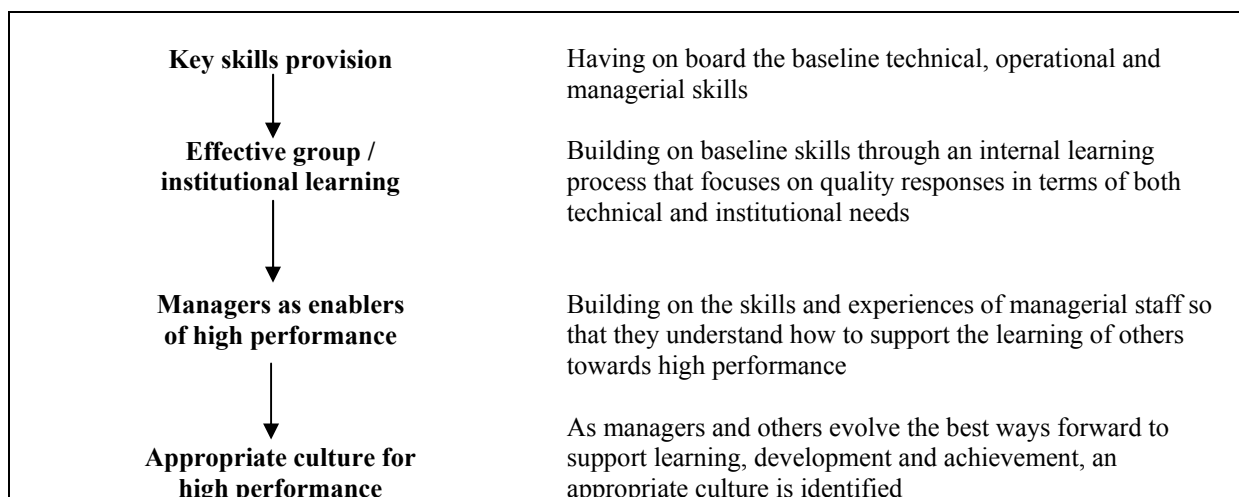 Key skills provision
Having on board the baseline technical, operational and
managerial skills
Effective group /
institutional learning
Building on baseline skills through an internal learning
process that focuses on quality responses in terms of both
technical and institutional needs
Managers as enablers
of high performance
Building on the skills and experiences of managerial staff so
that they understand how to support the learning of others
towards high performance
Appropriate culture for
high performance
As managers and others evolve the best ways forward to
support learning, development and achievement, an
appropriate culture is identified